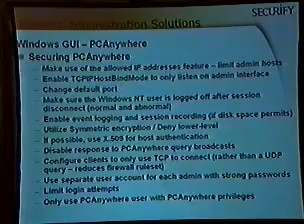 SECURIFY
Administration Solutions
Windows GUI – PCAnywhere
Securing PCAnywhere
– Make use of the allowed IP addresses feature – limit admin hosts
– Enable TCPIPHostBindMode to only listen on admin interface
– Change default port
– Make sure the Windows NT user is logged off after session
disconnect (normal and abnormal)
– Enable event logging and session recording (if disk space permits)
– Utilize Symmetric encryption / Deny lower-level
– If possible, use X.509 for host authentication
– Disable response to PCAnywhere query broadcasts
– Configure clients to only use TCP to connect (rather than a UDP
query – reduces firewall ruleset)
– Use separate user account for each admin with strong passwords
– Limit login attempts
– Only use PCAnywhere user with PCAnywhere privileges